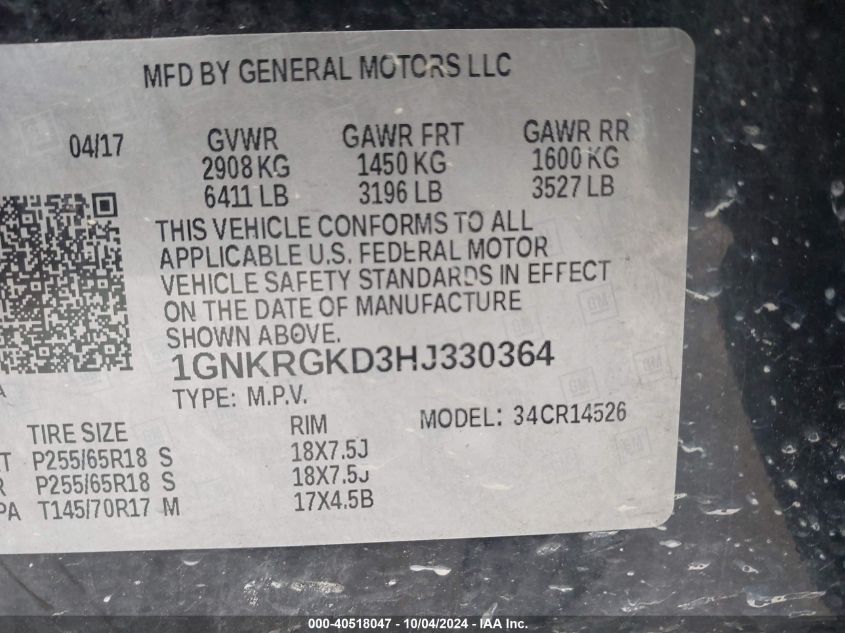 MFD BY GENERAL MOTORS LLC
04/17 GVWR GAWR FRT GAWR RR
2908 KG 1450 KG 1600 KG
6411 LB 3196 LB 3527 LB
THIS VEHICLE CONFORMS TO ALL
APPLICABLE U.S. FEDERAL MOTOR
VEHICLE SAFETY STANDARDS IN EFFECT
ON THE DATE OF MANUFACTURE
SHOWN ABOVE.
1GNKRGKD3HJ330364
TYPE: M.P.V. MODEL: 34CR14526
TIRE SIZE RIM
P255/65R18 S 18X7.5J
P255/65R18 S 18X7.5J
T145/70R17 M 17X4.5B
000-40518047 - 10/04/2024 - IAA Inc.